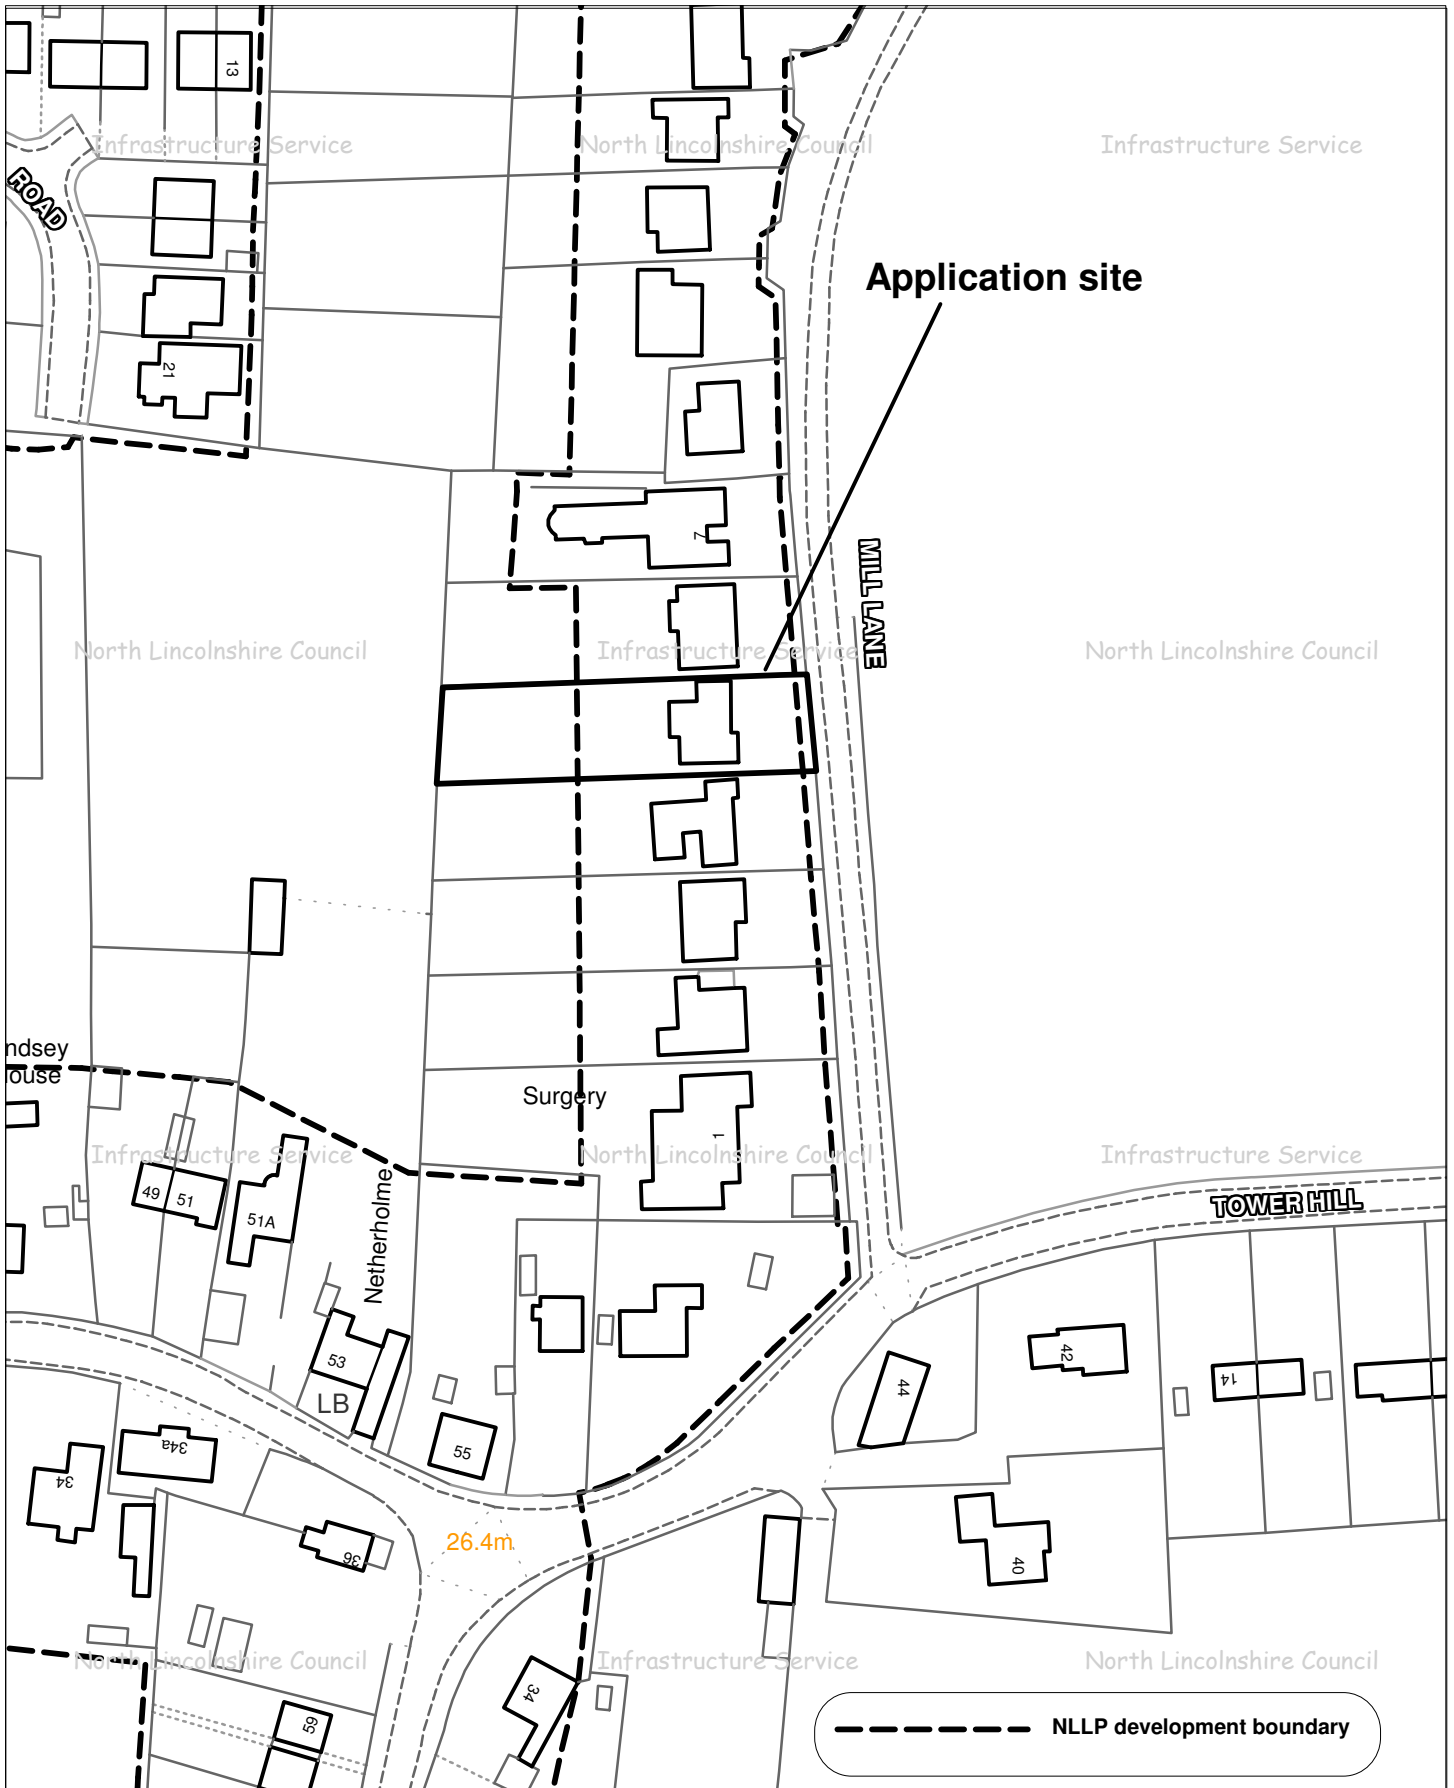 13
Infrastructure Service
North Lincolnshire Council
Infrastructure Service
ROAD
Application site
21
7
MILL LANE
North Lincolnshire Council
Infrastructure Service
North Lincolnshire Council
ndsey
ouse
Surgery
1
Infrastructure Service
North Lincolnshire Council
Infrastructure Service
49
51
51A
Netherholme
TOWER HILL
53
LB
42
44
14
55
34a
34
36
26.4m
40
North Lincolnshire Council
Infrastructure Service
North Lincolnshire Council
34
59
NLLP development boundary